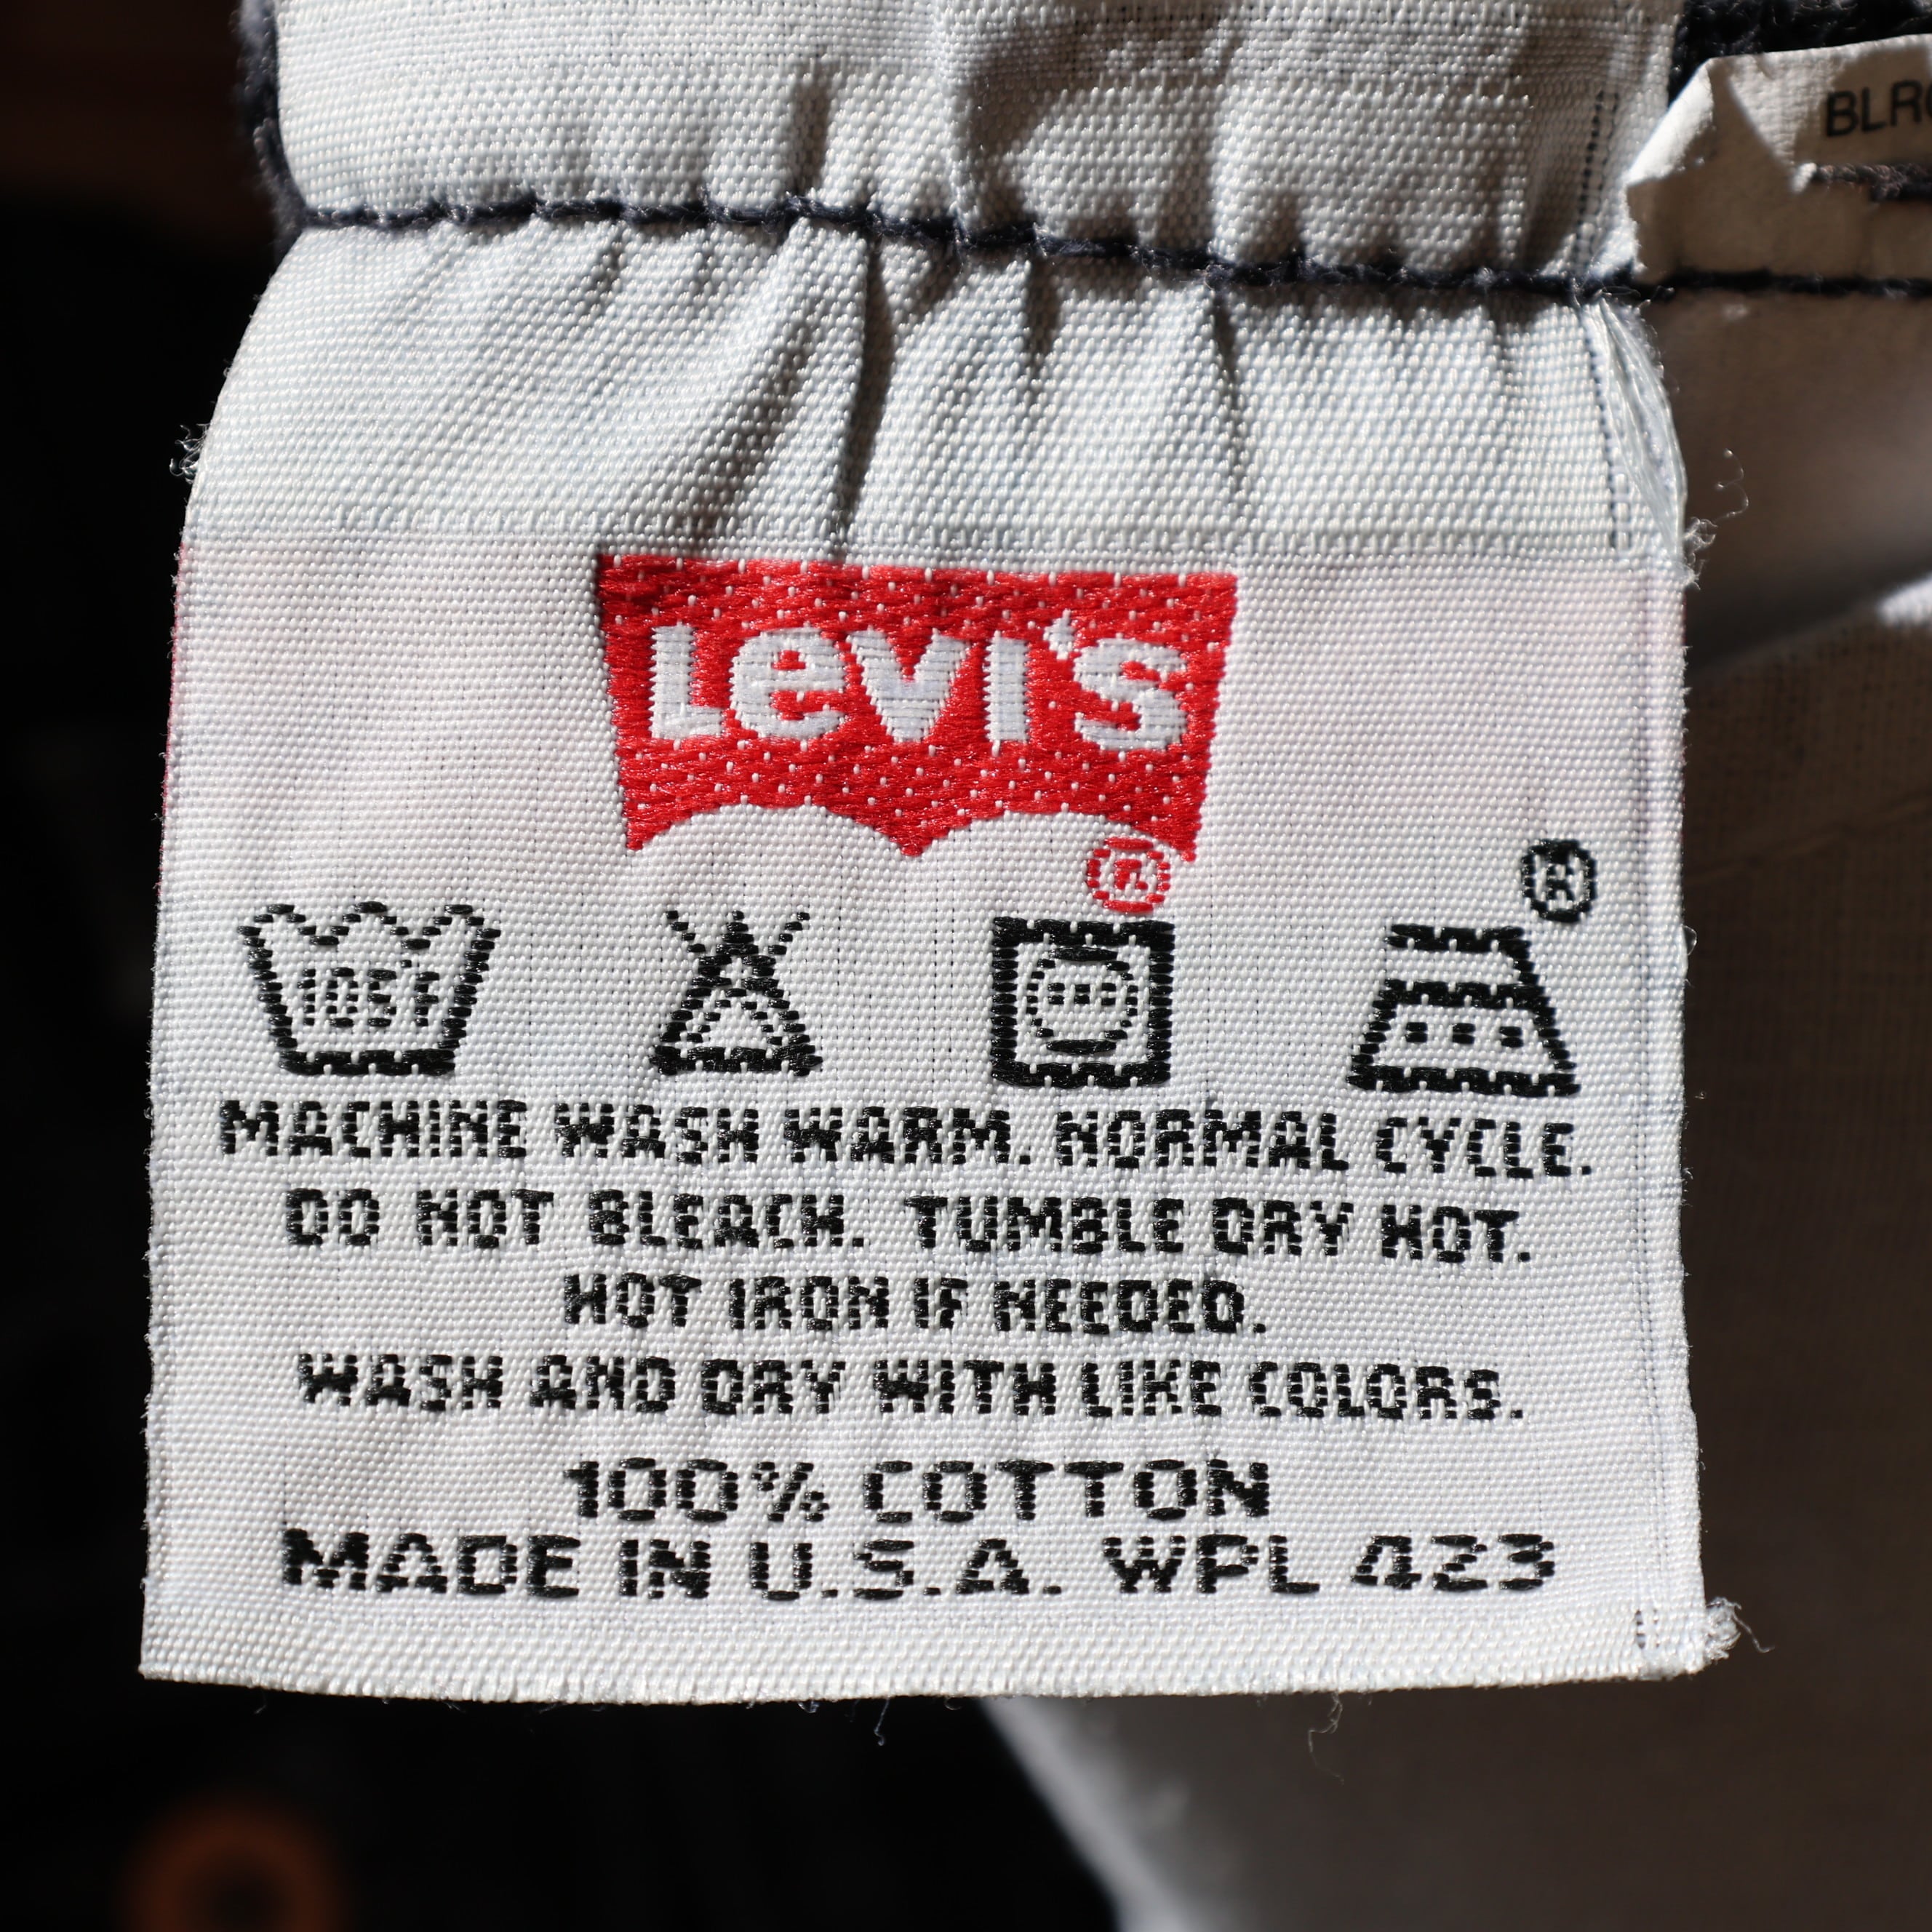 BLR
LEVI'S
®
®
105°F
MACHINE WASH WARM. NORMAL CYCLE.
DO NOT BLEACH. TUMBLE DRY HOT.
HOT IRON IF NEEDED.
WASH AND DRY WITH LIKE COLORS.
100% COTTON
MADE IN U.S.A. WPL 423